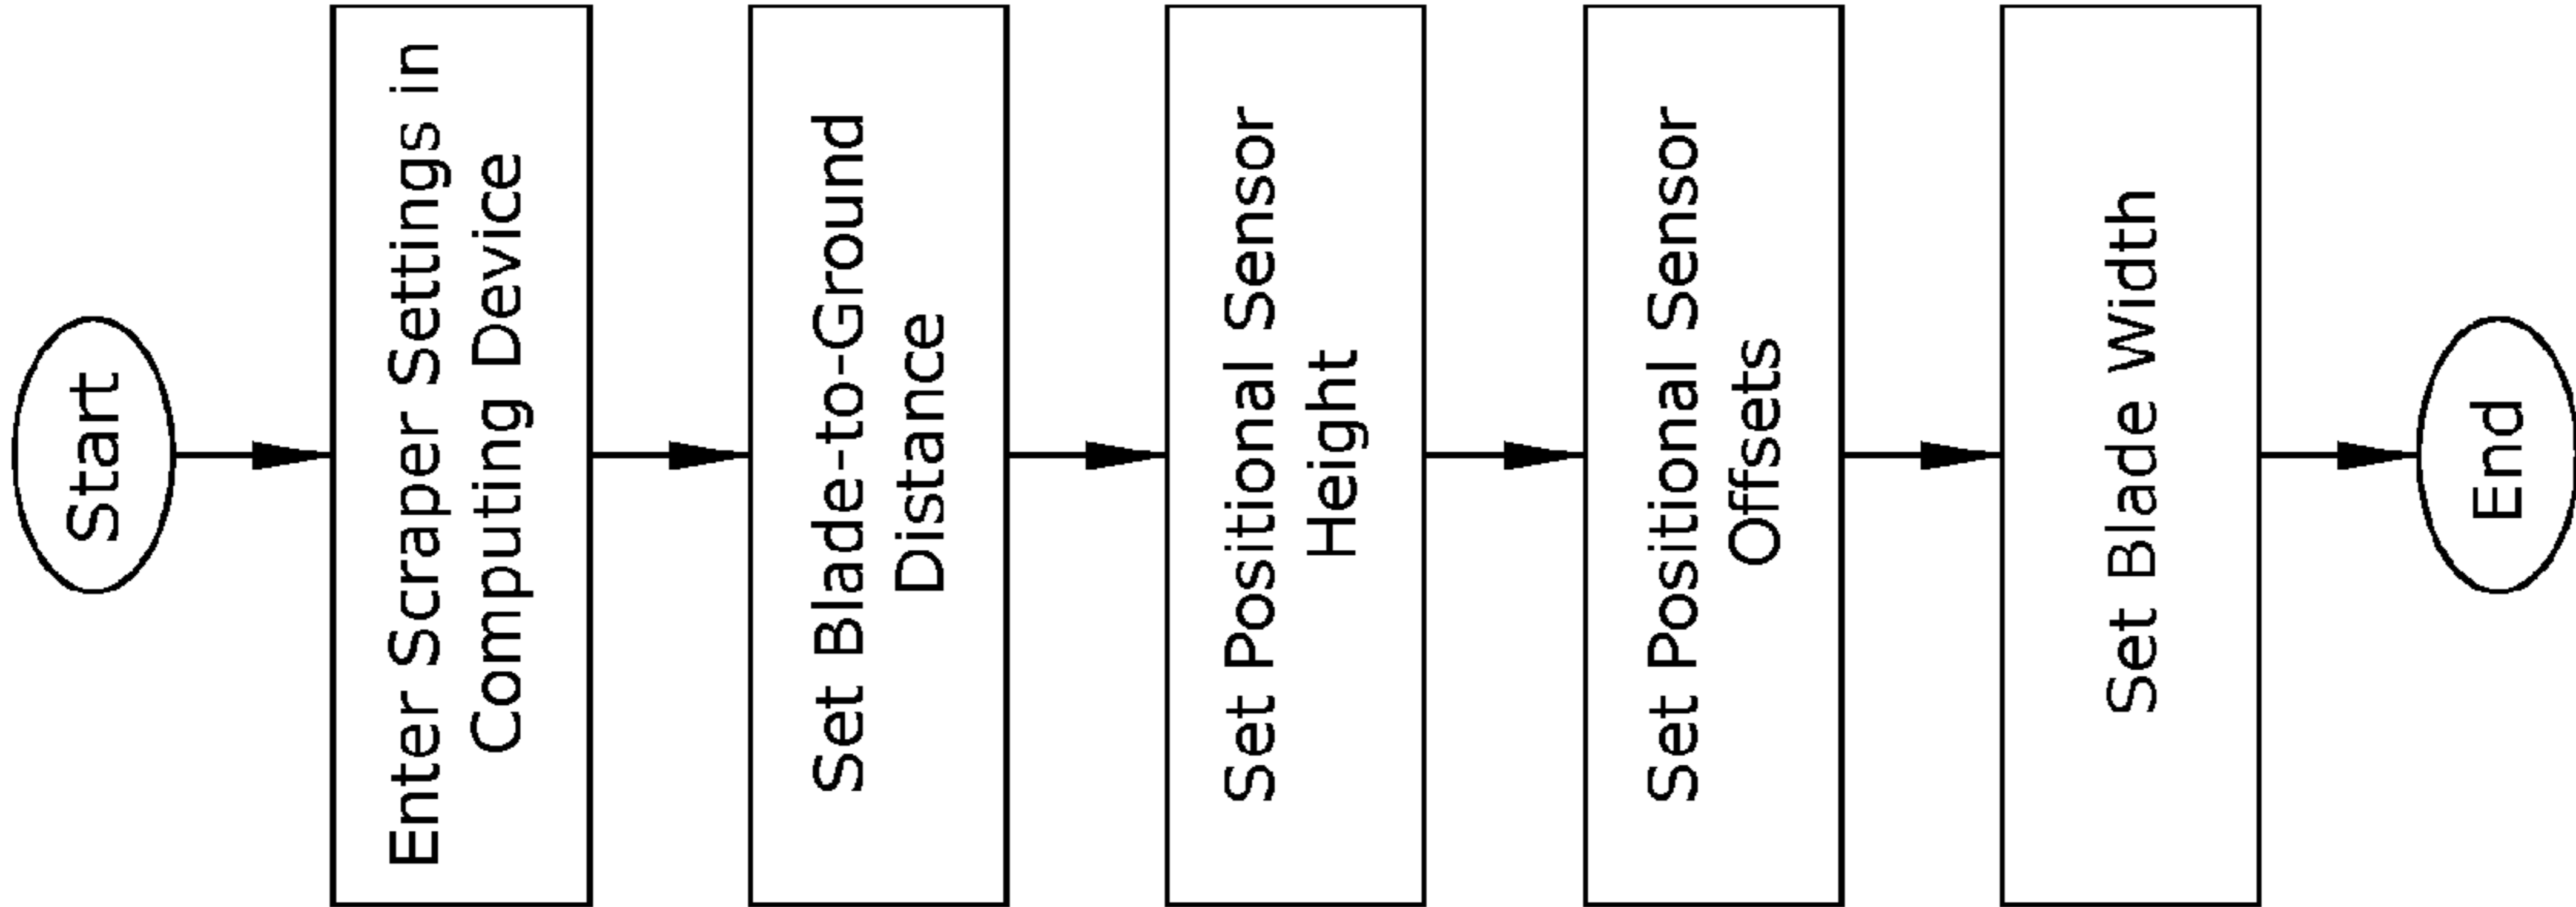 Start
Enter Scraper Settings in
Computing Device
Set Blade-to-Ground
Distance
Set Positional Sensor
Height
Set Positional Sensor
Offsets
Set Blade Width
End